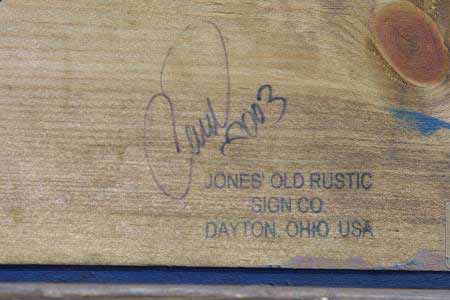 2003
JONES' OLD RUSTIC
SIGN CO.
DAYTON, OHIO, USA